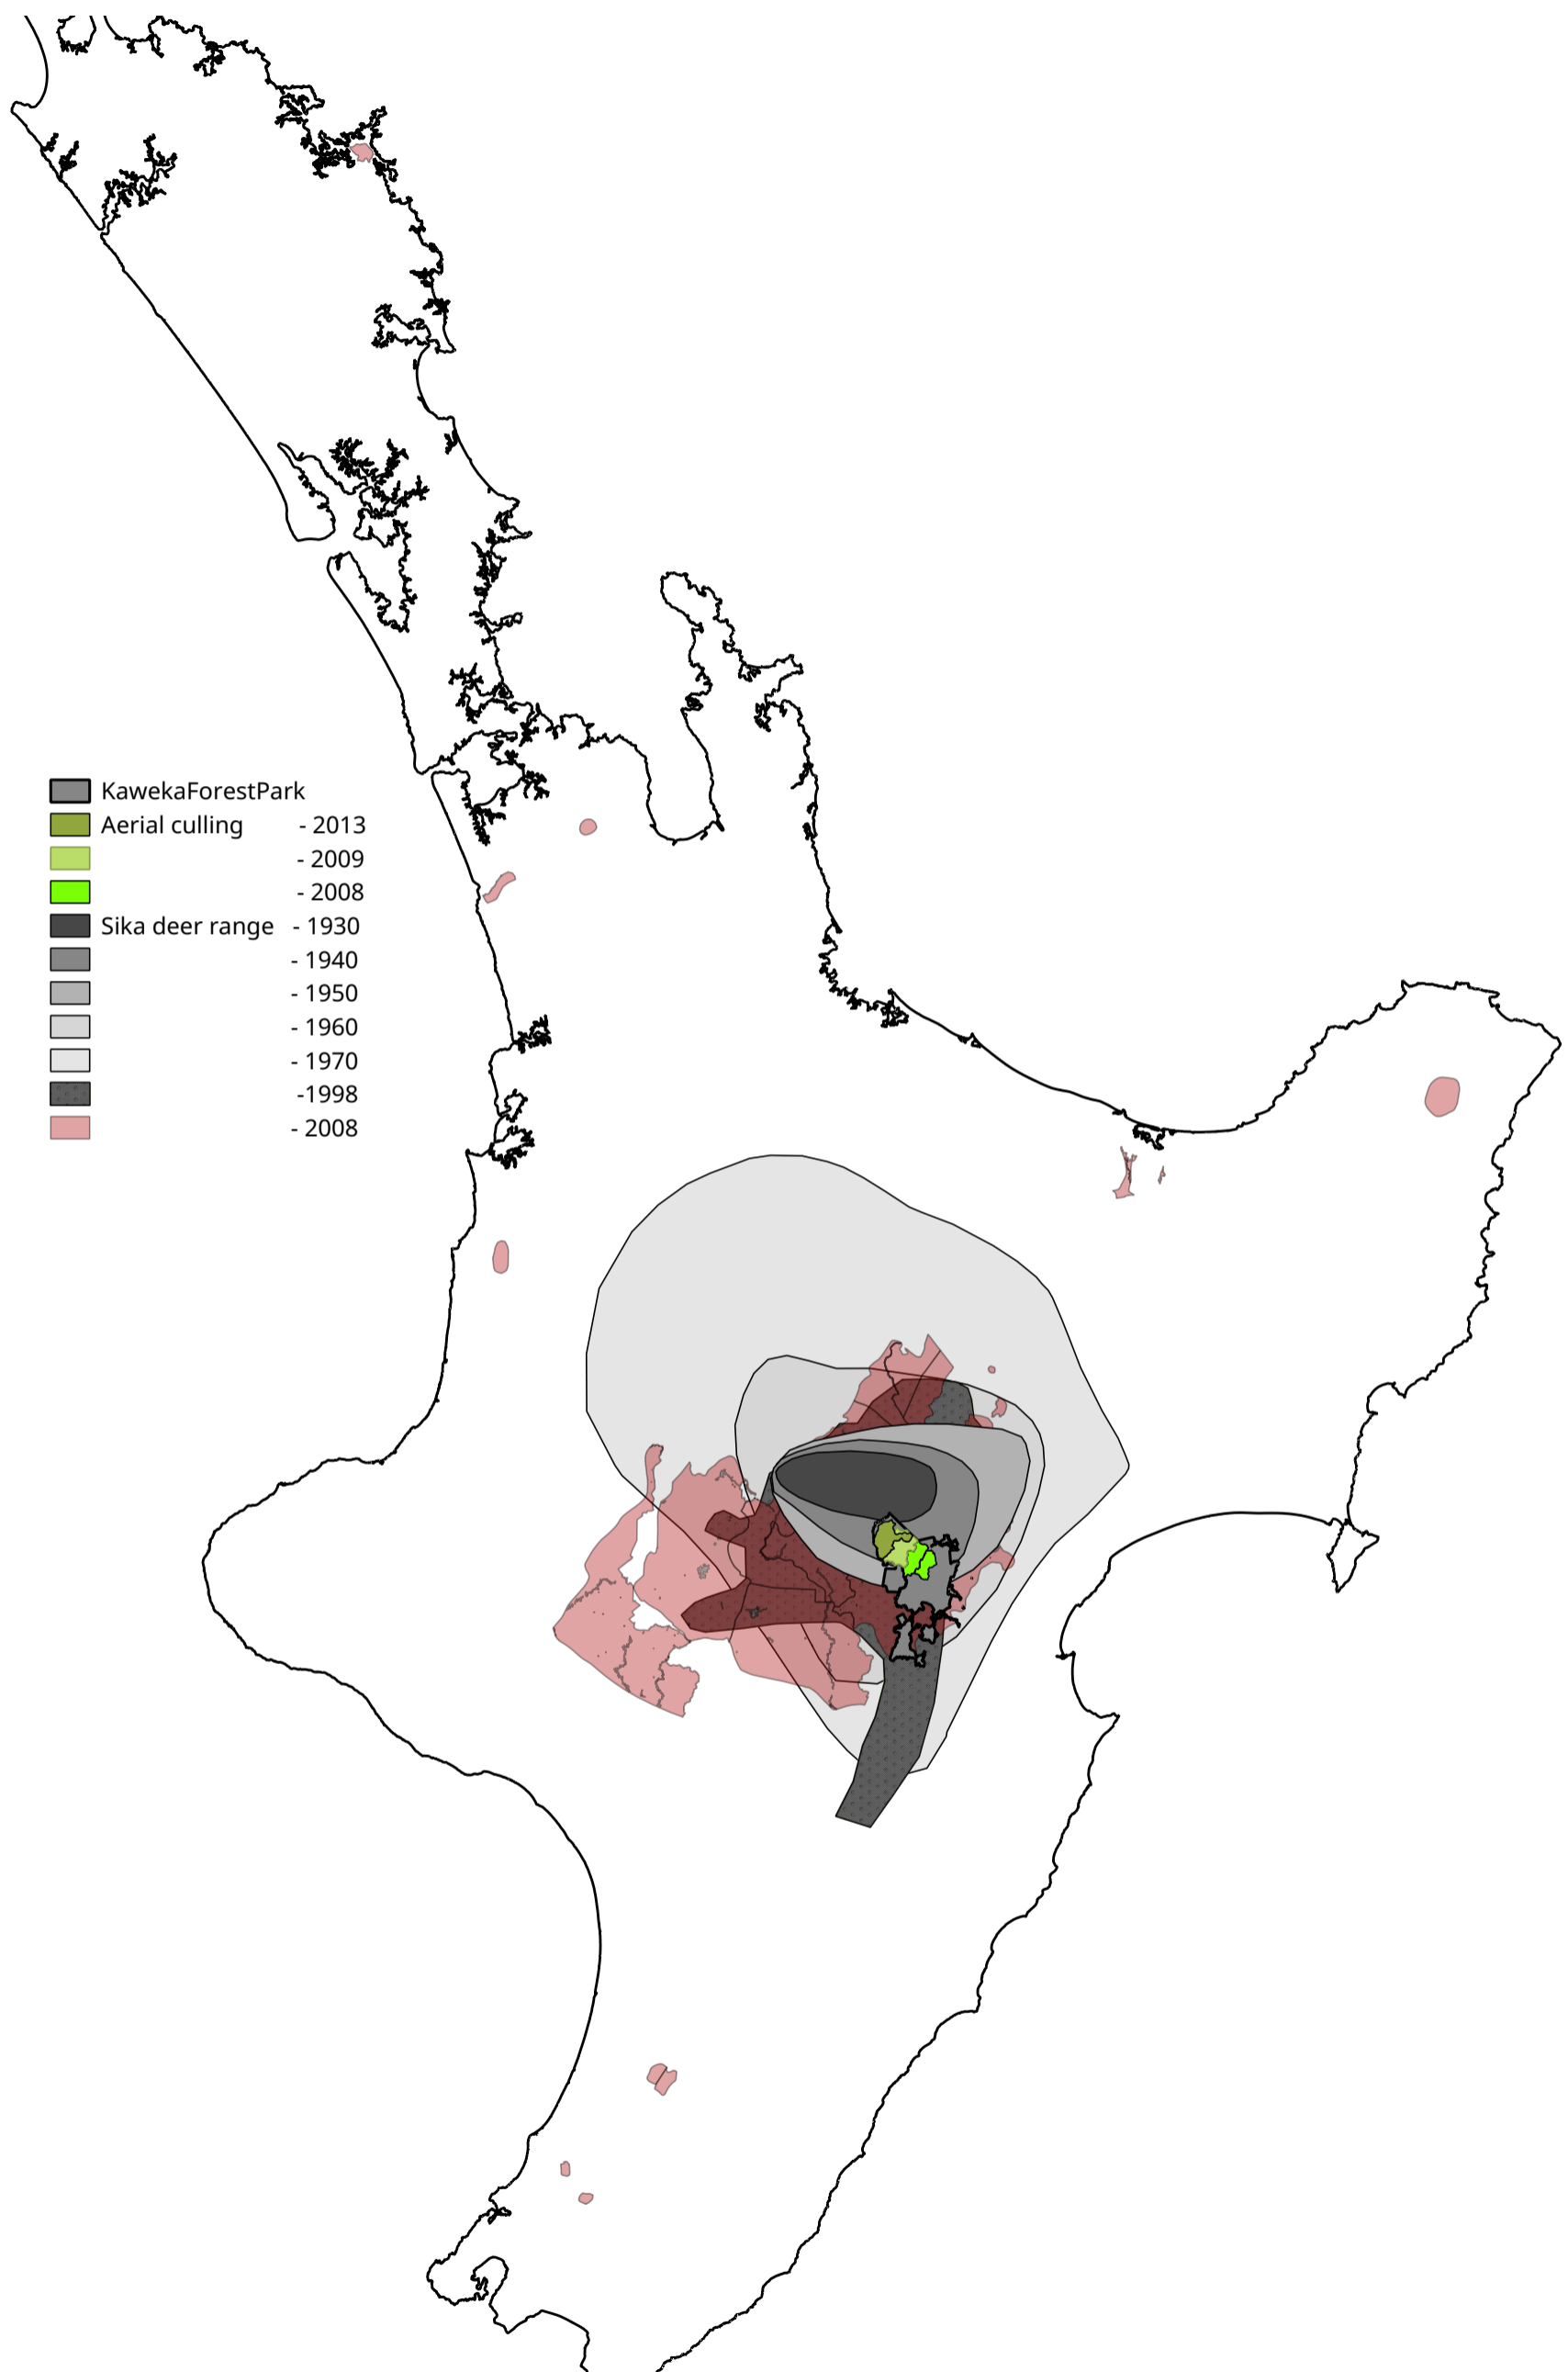 KawekaForestPark
Aerial culling - 2013
- 2009
- 2008
Sika deer range - 1930
- 1940
- 1950
- 1960
- 1970
-1998
- 2008